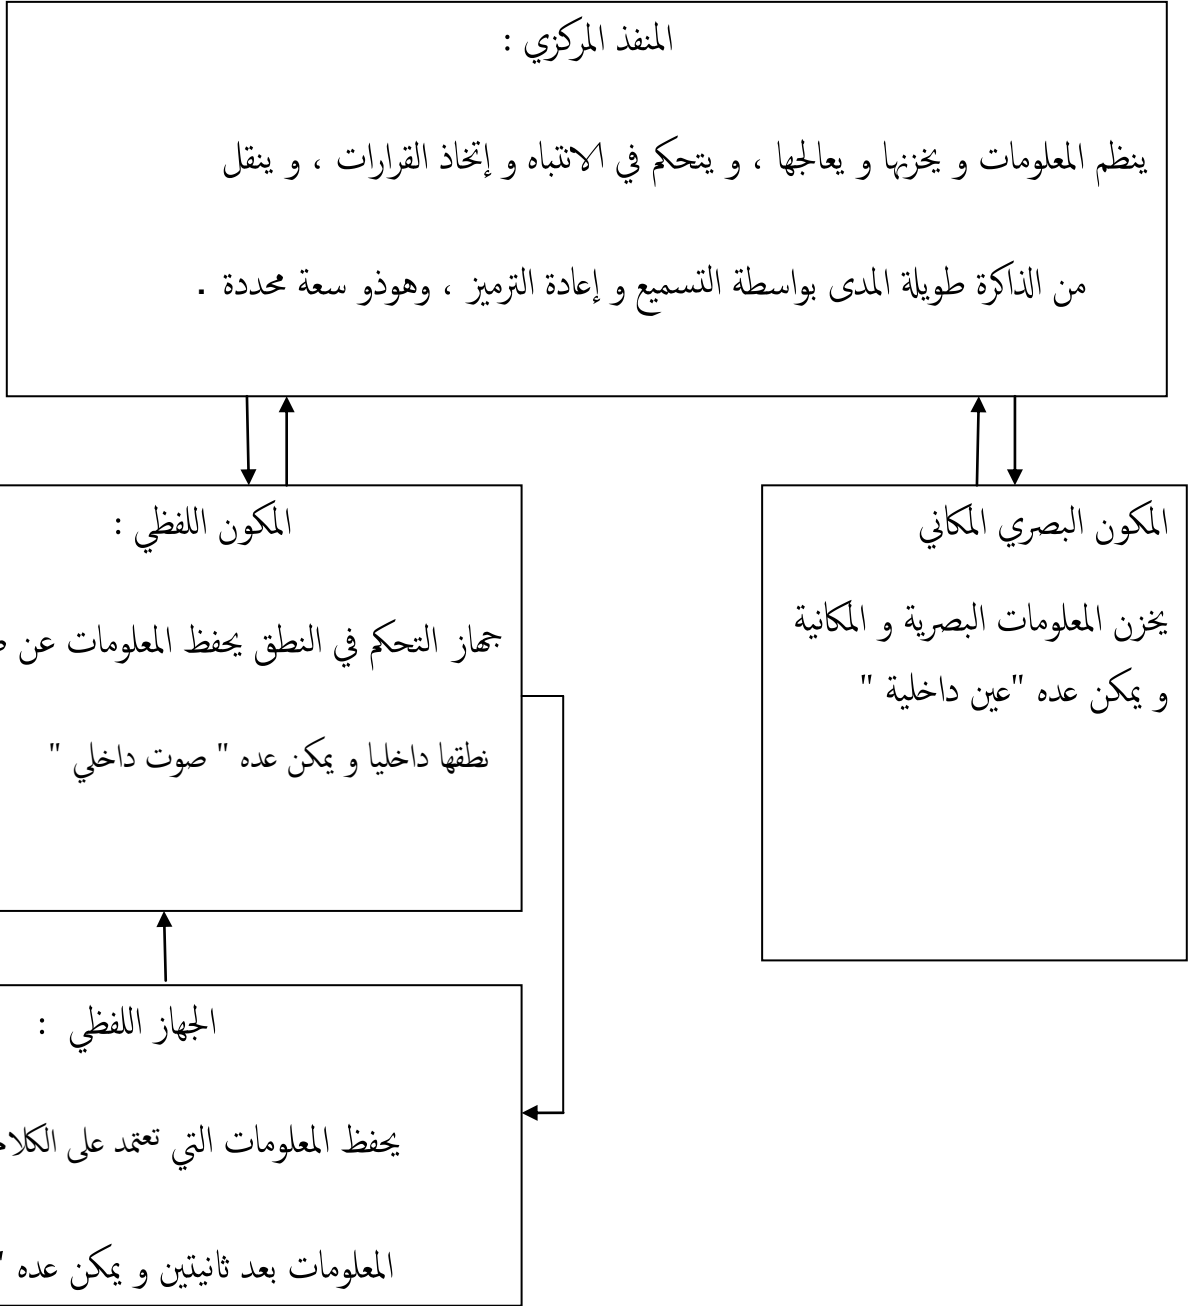 المنفذ المركزي :
ينظم المعلومات و يخزنها و يعالجها ، و يتحكم في الانتباه و إتخاذ القرارات ، و ينقل
من الذاكرة طويلة المدى بواسطة التسميع و إعادة الترميز ، وهوذو سعة محددة .
المكون البصري المكاني
يخزن المعلومات البصرية و المكانية
و يمكن عده "عين داخلية "
المكون اللفظي :
جهاز التحكم في النطق يحفظ المعلومات عن
نطقها داخليا و يمكن عده " صوت داخلي "
الجهاز اللفظي :
يحفظ المعلومات التي تعتمد على
المعلومات بعد ثانيتين و يمكن عده "